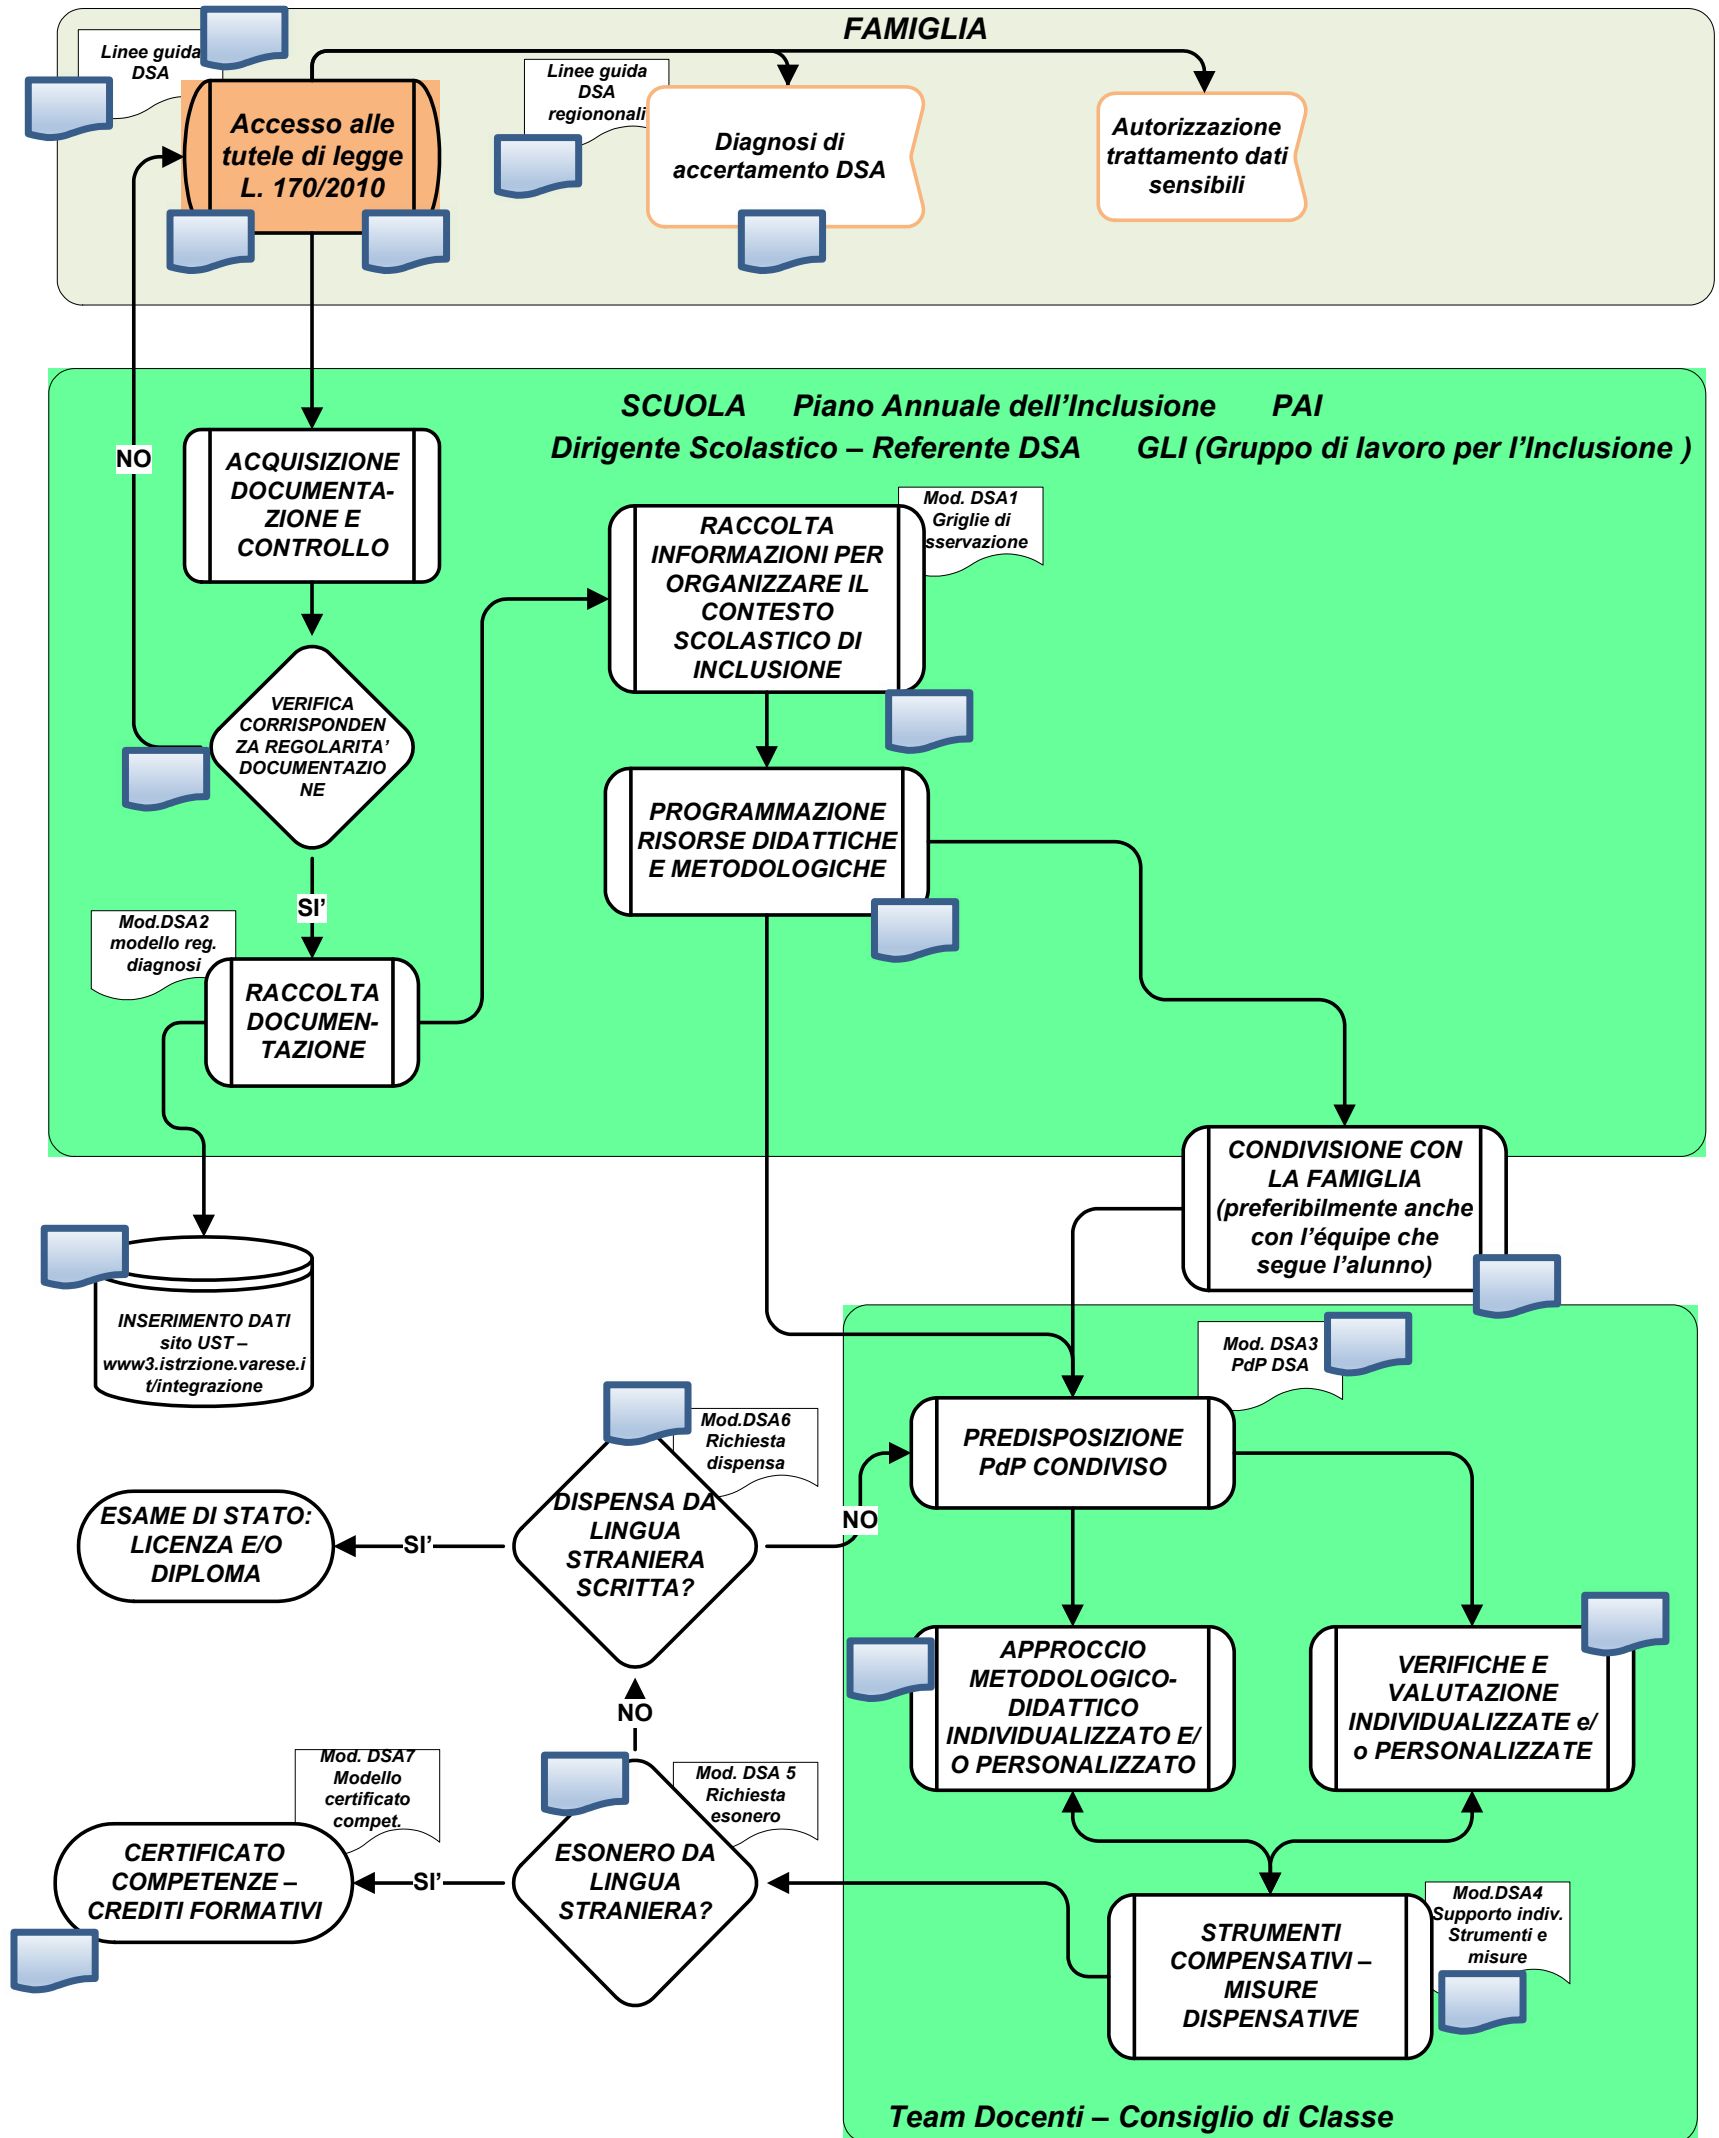 FAMIGLIA
Linee guida
DSA
Linee guida
DSA
regiononali
Accesso alle
tutele di legge
L. 170/2010
Diagnosi di
accertamento DSA
Autorizzazione
trattamento dati
sensibili
SCUOLA Piano Annuale dell'Inclusione PAI
Dirigente Scolastico – Referente DSA GLI (Gruppo di lavoro per l'Inclusione )
NO
ACQUISIZIONE
DOCUMENTA-
ZIONE E
CONTROLLO
Mod. DSA1
Griglie di
sservazione
RACCOLTA
INFORMAZIONI PER
ORGANIZZARE IL
CONTESTO
SCOLASTICO DI
INCLUSIONE
VERIFICA
CORRISPONDEN
ZA REGOLARITA'
DOCUMENTAZIO
NE
PROGRAMMAZIONE
RISORSE DIDATTICHE
E METODOLOGICHE
SI'
Mod.DSA2
modello reg.
diagnosi
RACCOLTA
DOCUMEN-
TAZIONE
CONDIVISIONE CON
LA FAMIGLIA
(preferibilmente anche
con l'équipe che
segue l'alunno)
INSERIMENTO DATI
sito UST –
www3.istrzione.varese.i
t/integrazione
Mod. DSA3
PdP DSA
Mod.DSA6
Richiesta
dispensa
PREDISPOSIZIONE
PdP CONDIVISO
DISPENSA DA
LINGUA
STRANIERA
SCRITTA?
NO
SI'
ESAME DI STATO:
LICENZA E/O
DIPLOMA
APPROCCIO
METODOLOGICO-
DIDATTICO
INDIVIDUALIZZATO E/
O PERSONALIZZATO
VERIFICHE E
VALUTAZIONE
INDIVIDUALIZZATE e/
o PERSONALIZZATE
NO
Mod. DSA7
Modello
certificato
compet.
Mod. DSA 5
Richiesta
esonero
CERTIFICATO
COMPETENZE –
CREDITI FORMATIVI
SI'
ESONERO DA
LINGUA
STRANIERA?
Mod.DSA4
Supporto indiv.
Strumenti e
misure
STRUMENTI
COMPENSATIVI –
MISURE
DISPENSATIVE
Team Docenti – Consiglio di Classe